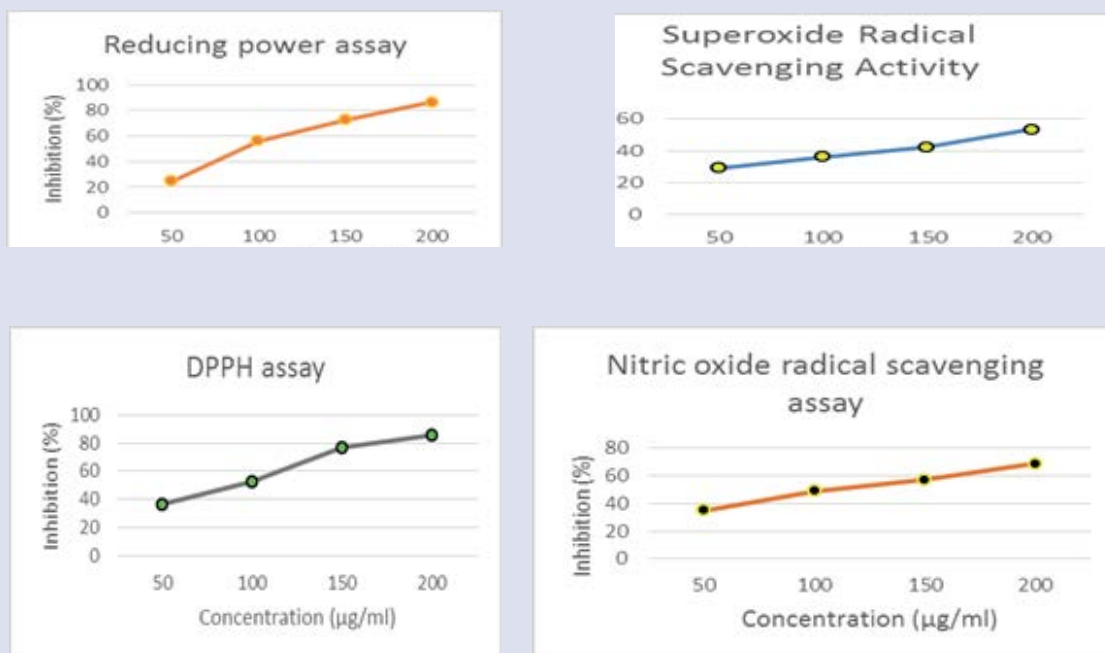 Reducing power assay
Inhibition (%)
100
80
60
40
20
0
50 100 150 200
Superoxide Radical
Scavenging Activity
60
40
20
0
50 100 150 200
DPPH assay
Inhibition (%)
100
80
60
40
20
0
50 100 150 200
Concentration (µg/ml)
Nitric oxide radical scavenging
assay
Inhibition (%)
80
60
40
20
0
50 100 150 200
Concentration (µg/ml)